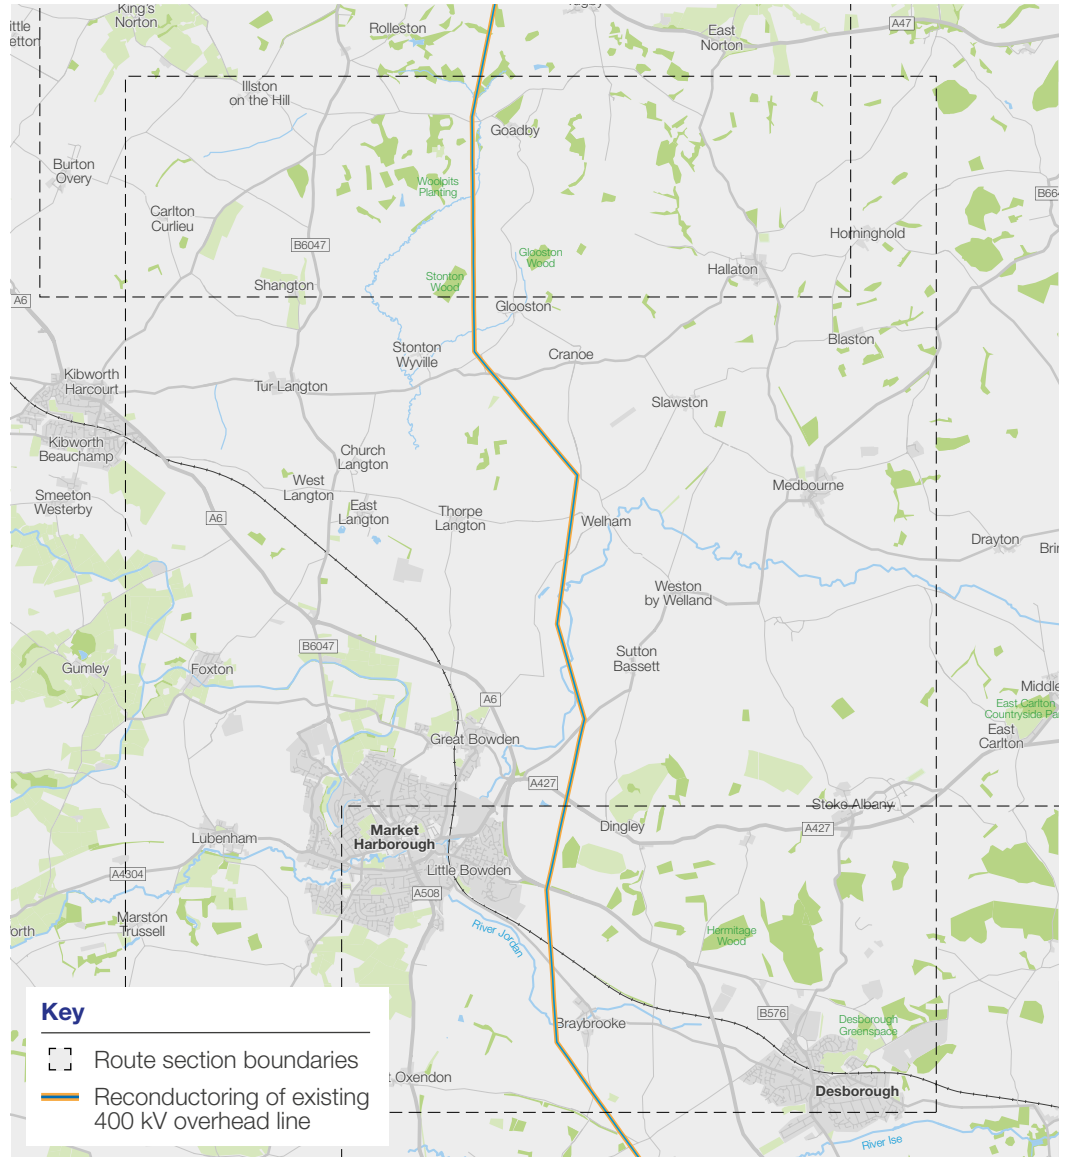 King's
Norton
Rolleston
East
Norton
A47
Illston
on the Hill
Goadby
Burton
Overy
Woolpits
Planting
B664
Carlton
Curlieu
B6047
Horninghold
Glooston
Wood
Hallaton
Stonton
Wood
Shangton
A6
Glooston
Blaston
Stonton
Wyville
Cranoe
Kibworth
Harcourt
Tur Langton
Slawston
Kibworth
Beauchamp
Church
Langton
West
Langton
Medbourne
Smeeton
Westerby
East
Langton
Thorpe
Langton
A6
Welham
Drayton
Weston
by Welland
B6047
Sutton
Bassett
Gumley
Foxton
Middle
A6
East Carlton
Countryside Pa
East
Carlton
Great Bowden
A427
Stoke Albany
Market
Harborough
Dingley
A427
Lubenham
Little Bowden
A4304
A508
Marston
Trussell
orth
River Jordan
Hermitage
Wood
B576
Desborough
Greenspace
Braybrooke
t Oxendon
Desborough
River Ise
Key
Route section boundaries
Reconductoring of existing
400 kV overhead line